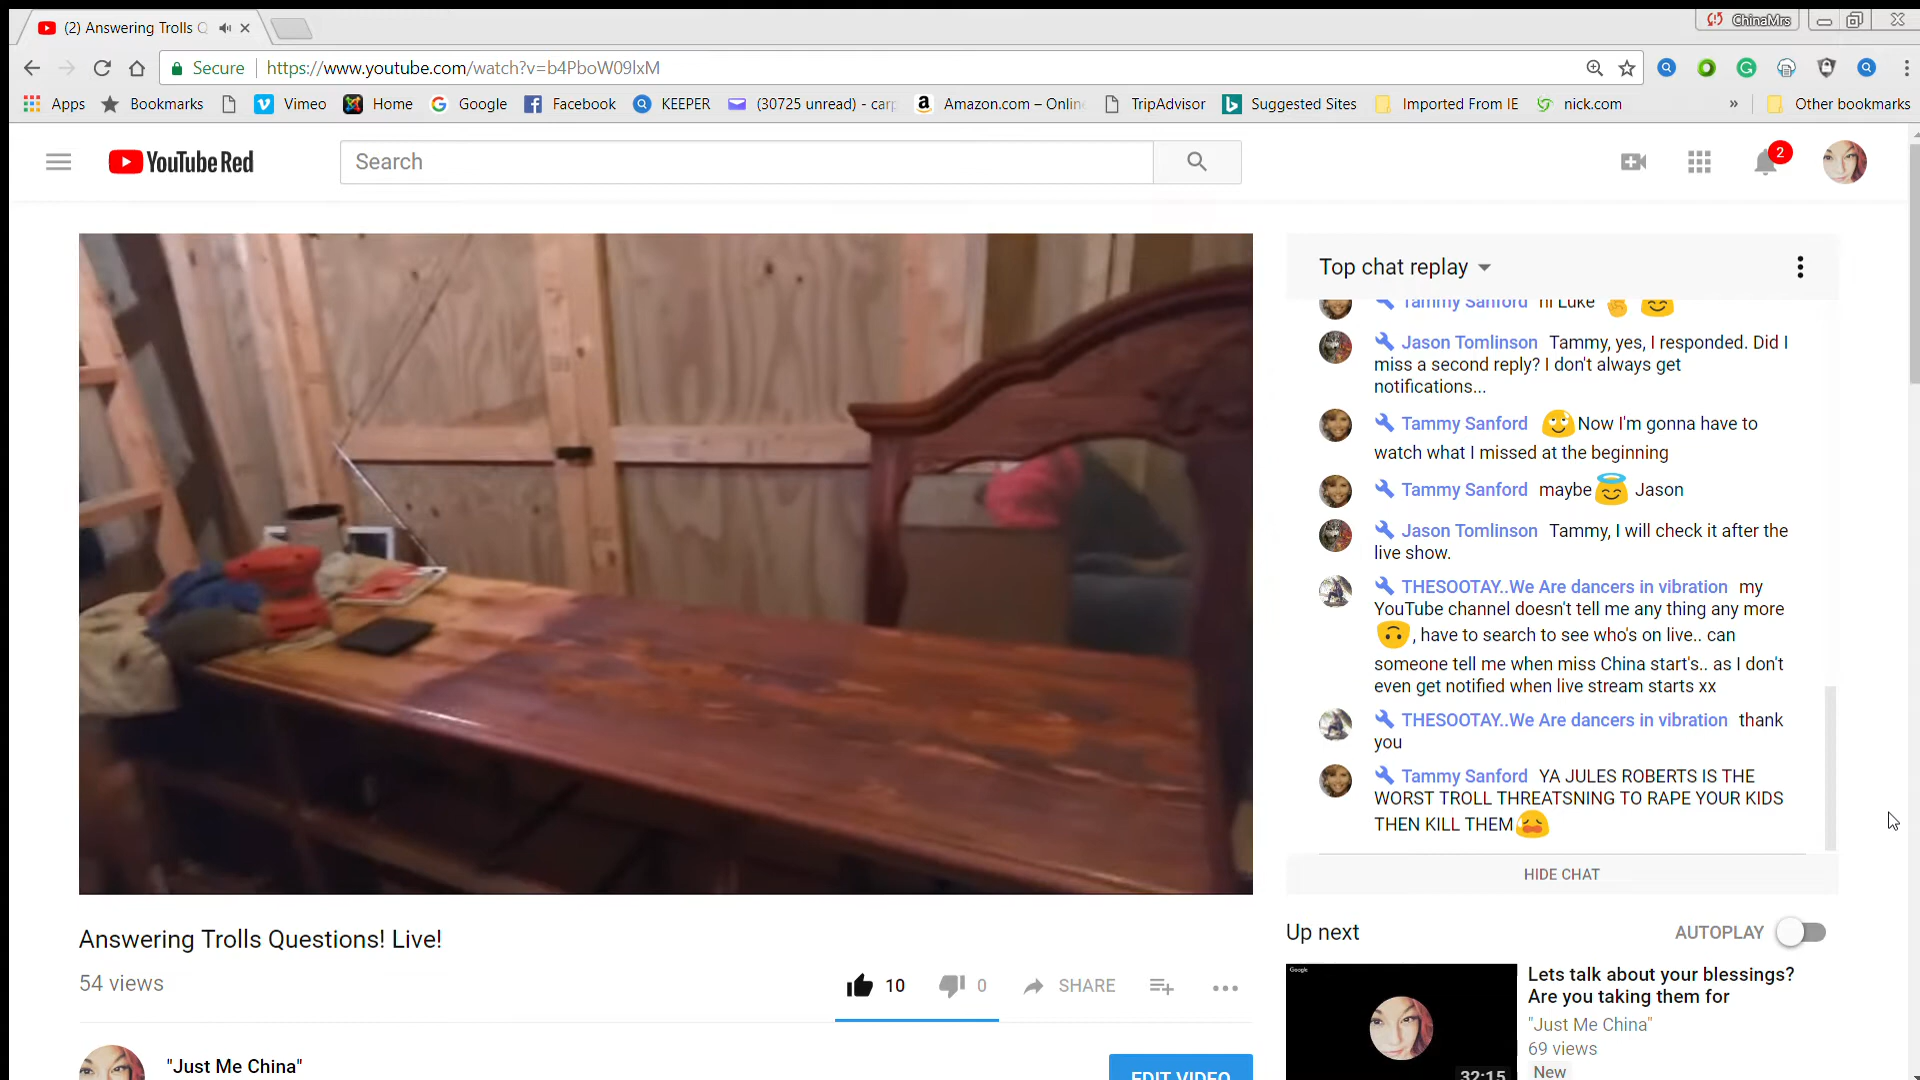 (2) Answering Trolls Q
ChinaMrs
Secure
https://www.youtube.com/watch?v=b4PboW09lxM
Apps
Bookmarks
Vimeo
Home
Google
Facebook
KEEPER
(30725 unread) - carp
Amazon.com – Online
TripAdvisor
Suggested Sites
Imported From IE
nick.com
»
Other bookmarks
YouTube Red
Search
2
Top chat replay
Tammy Sanford hi Luke
Jason Tomlinson Tammy, yes, I responded. Did I
miss a second reply? I don't always get
notifications...
Tammy Sanford Now I'm gonna have to
watch what I missed at the beginning
Tammy Sanford maybe Jason
Jason Tomlinson Tammy, I will check it after the
live show.
THESOOTAY..We Are dancers in vibration my
YouTube channel doesn't tell me any thing any more
, have to search to see who's on live.. can
someone tell me when miss China start's.. as I don't
even get notified when live stream starts xx
THESOOTAY..We Are dancers in vibration thank
you
Tammy Sanford YA JULES ROBERTS IS THE
WORST TROLL THREATSNING TO RAPE YOUR KIDS
THEN KILL THEM
HIDE CHAT
Answering Trolls Questions! Live!
54 views
10
0
SHARE
"Just Me China"
EDIT VIDEO
Up next
AUTOPLAY
Google
32:15
Lets talk about your blessings?
Are you taking them for
"Just Me China"
69 views
New